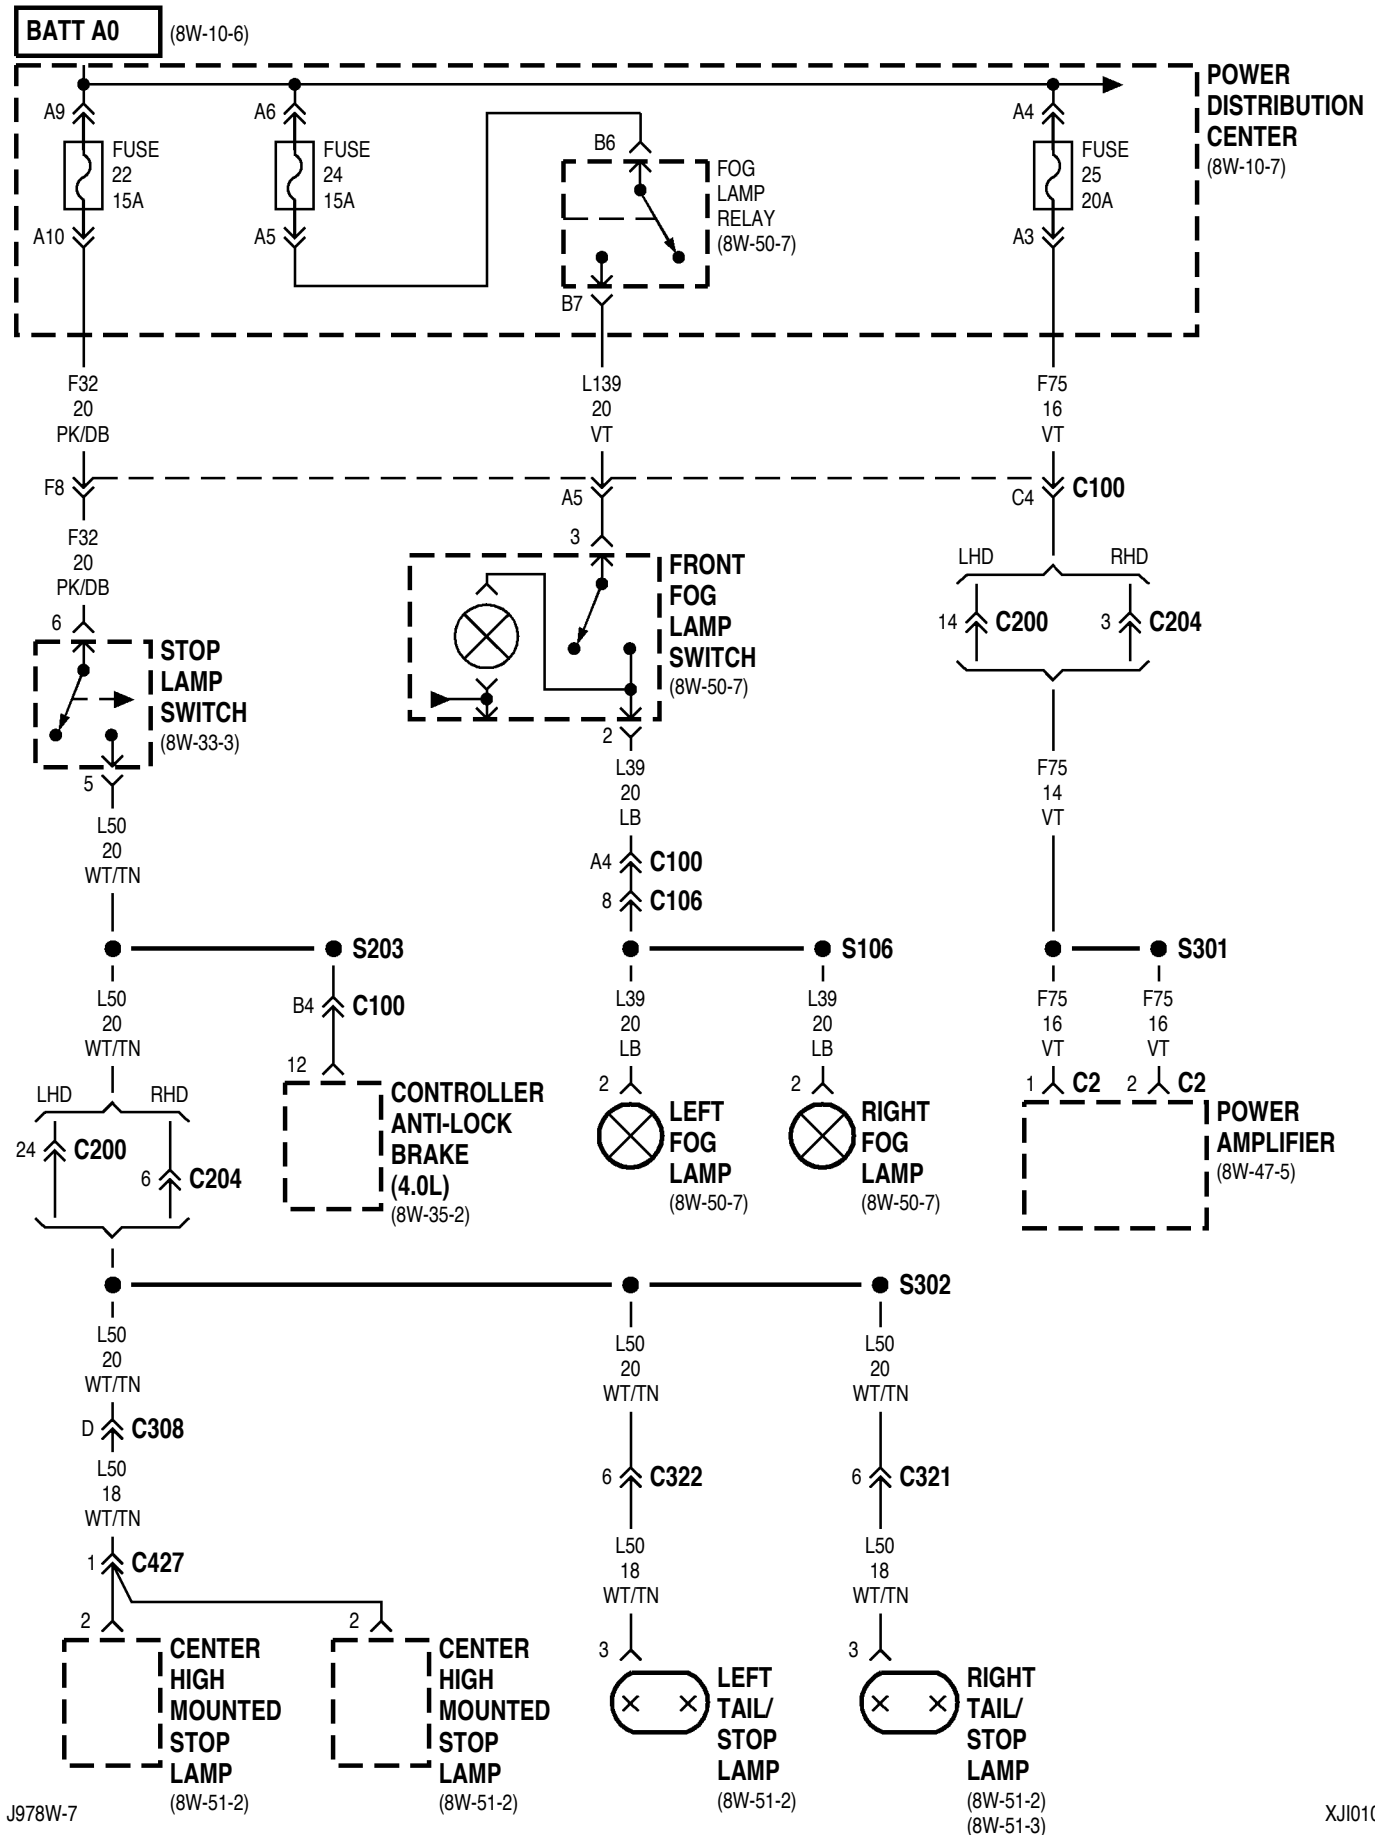 BATT A0
(8W-10-6)
POWER
DISTRIBUTION
CENTER
(8W-10-7)
A9
FUSE
22
15A
A10
A6
FUSE
24
15A
A5
B6
FOG
LAMP
RELAY
(8W-50-7)
B7
A4
FUSE
25
20A
A3
F32
20
PK/DB
L139
20
VT
F75
16
VT
F8
A5
C4
C100
F32
20
PK/DB
6
STOP
LAMP
SWITCH
(8W-33-3)
5
3
FRONT
FOG
LAMP
SWITCH
(8W-50-7)
2
LHD
RHD
14
C200
3
C204
L50
20
WT/TN
L39
20
LB
F75
14
VT
A4
C100
8
C106
S203
S106
S301
L50
20
WT/TN
B4
C100
L39
20
LB
L39
20
LB
F75
16
VT
F75
16
VT
LHD
RHD
24
C200
6
C204
12
CONTROLLER
ANTI-LOCK
BRAKE
(4.0L)
(8W-35-2)
2
LEFT
FOG
LAMP
(8W-50-7)
2
RIGHT
FOG
LAMP
(8W-50-7)
1
C2
2
C2
POWER
AMPLIFIER
(8W-47-5)
S302
L50
20
WT/TN
L50
20
WT/TN
L50
20
WT/TN
D
C308
L50
18
WT/TN
6
C322
6
C321
L50
18
WT/TN
L50
18
WT/TN
1
C427
2
CENTER
HIGH
MOUNTED
STOP
LAMP
(8W-51-2)
2
CENTER
HIGH
MOUNTED
STOP
LAMP
(8W-51-2)
3
LEFT
TAIL/
STOP
LAMP
(8W-51-2)
3
RIGHT
TAIL/
STOP
LAMP
(8W-51-2)
(8W-51-3)
J978W-7
XJI010